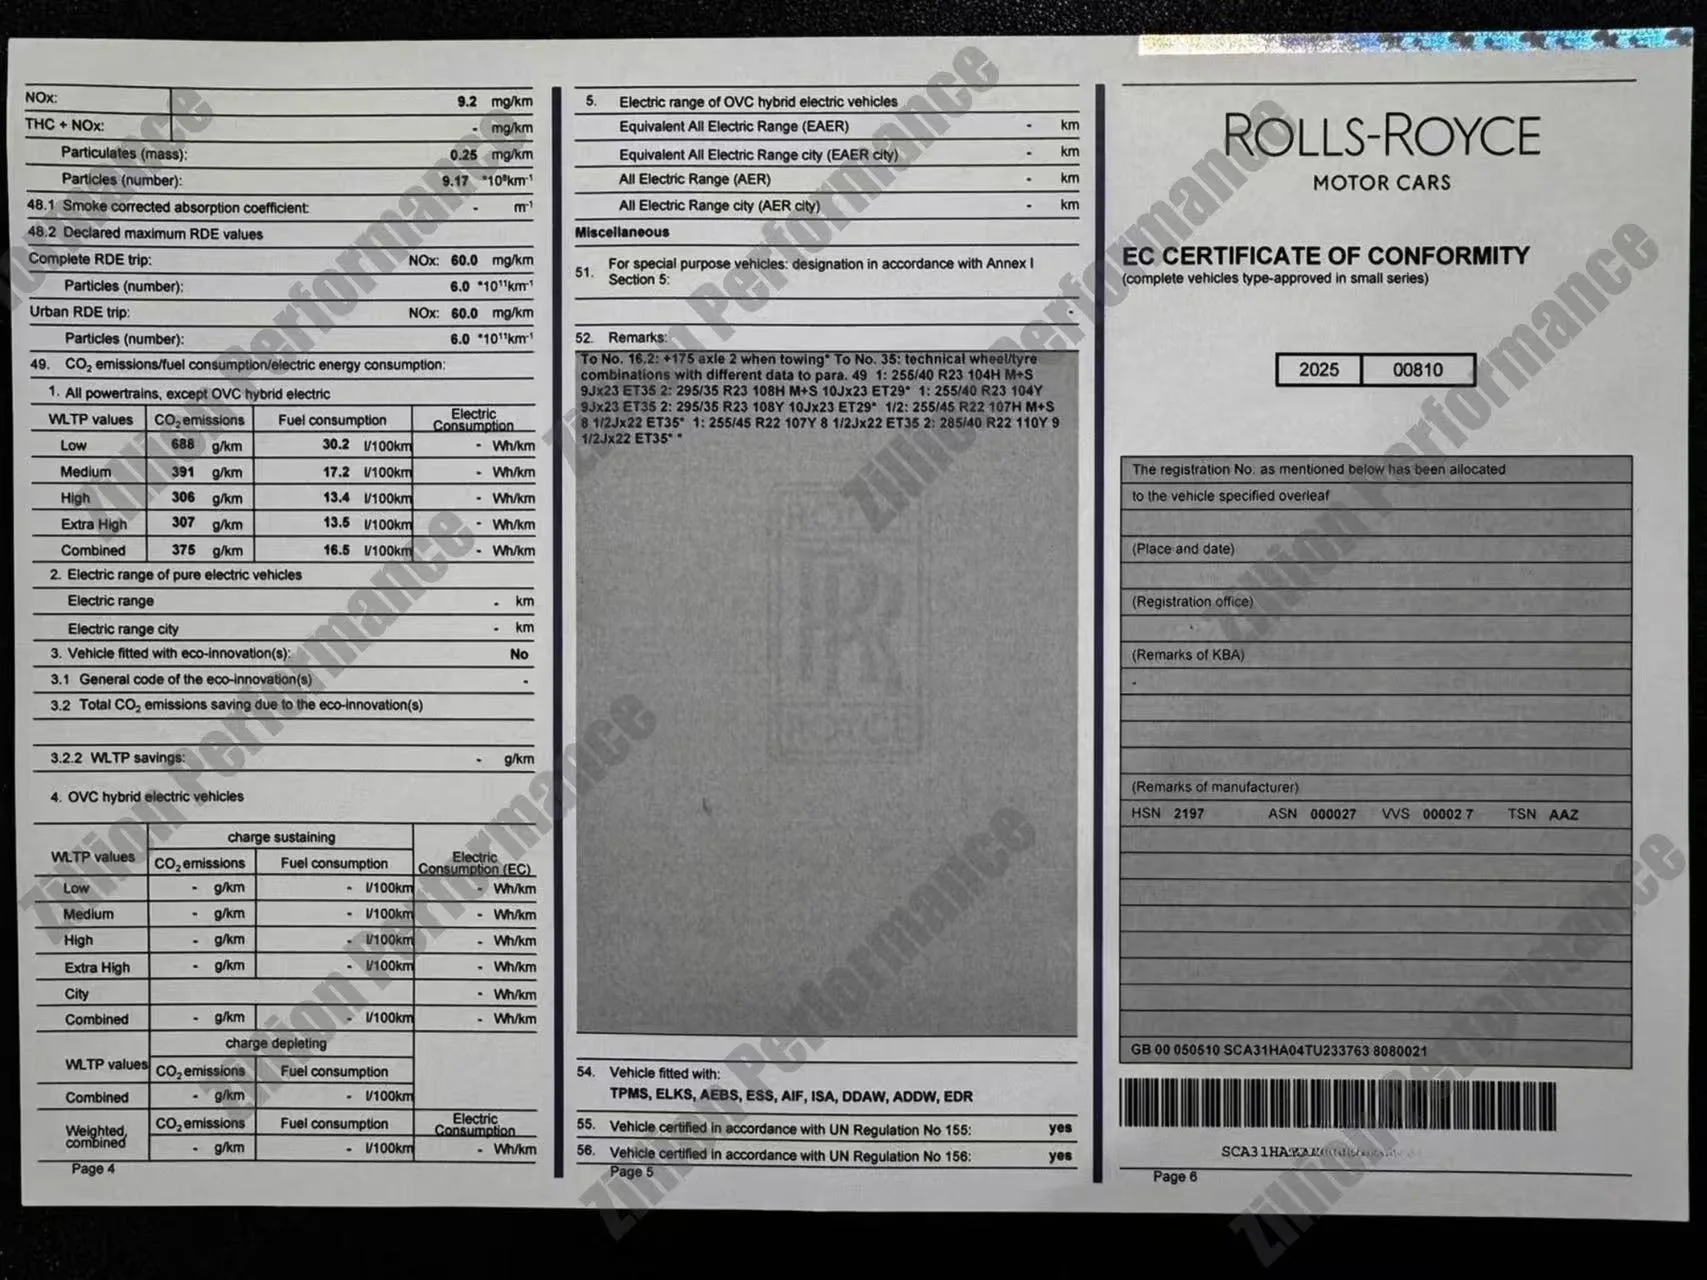 NOx: 9.2 mg/km
THC + NOx: - mg/km
Particulates (mass): 0.25 mg/km
Particles (number): 9.17 *10⁹km⁻¹
48.1 Smoke corrected absorption coefficient: - m⁻¹
48.2 Declared maximum RDE values
Complete RDE trip: NOx: 60.0 mg/km
Particles (number): 6.0 *10¹¹km⁻¹
Urban RDE trip: NOx: 60.0 mg/km
Particles (number): 6.0 *10¹¹km⁻¹
49. CO₂ emissions/fuel consumption/electric energy consumption:
1. All powertrains, except OVC hybrid electric
WLTP values CO₂ emissions Fuel consumption Electric Consumption
Low 688 g/km 30.2 l/100km - Wh/km
Medium 391 g/km 17.2 l/100km - Wh/km
High 306 g/km 13.4 l/100km - Wh/km
Extra High 307 g/km 13.5 l/100km - Wh/km
Combined 375 g/km 16.5 l/100km - Wh/km
2. Electric range of pure electric vehicles
Electric range - km
Electric range city - km
3. Vehicle fitted with eco-innovation(s): No
3.1 General code of the eco-innovation(s) -
3.2 Total CO₂ emissions saving due to the eco-innovation(s)
3.2.2 WLTP savings: - g/km
4. OVC hybrid electric vehicles
charge sustaining
WLTP values CO₂ emissions Fuel consumption Electric Consumption (EC)
Low - g/km - l/100km - Wh/km
Medium - g/km - l/100km - Wh/km
High - g/km - l/100km - Wh/km
Extra High - g/km - l/100km - Wh/km
City - Wh/km
Combined - g/km - l/100km - Wh/km
charge depleting
WLTP values CO₂ emissions Fuel consumption
Combined - g/km - l/100km
Weighted, combined CO₂ emissions Fuel consumption Electric Consumption
- g/km - l/100km - Wh/km
Page 4
5. Electric range of OVC hybrid electric vehicles
Equivalent All Electric Range (EAER) - km
Equivalent All Electric Range city (EAER city) - km
All Electric Range (AER) - km
All Electric Range city (AER city) - km
Miscellaneous
51. For special purpose vehicles: designation in accordance with Annex I
Section 5:
-
52. Remarks:
To No. 16.2: +175 axle 2 when towing* To No. 35: technical wheel/tyre
combinations with different data to para. 49 1: 255/40 R23 104H M+S
9Jx23 ET35 2: 295/35 R23 108H M+S 10Jx23 ET29* 1: 255/40 R23 104Y
9Jx23 ET35 2: 295/35 R23 108Y 10Jx23 ET29* 1/2: 255/45 R22 107H M+S
8 1/2Jx22 ET35* 1: 255/45 R22 107Y 8 1/2Jx22 ET35 2: 285/40 R22 110Y 9
1/2Jx22 ET35* *
ROYCE
54. Vehicle fitted with:
TPMS, ELKS, AEBS, ESS, AIF, ISA, DDAW, ADDW, EDR
55. Vehicle certified in accordance with UN Regulation No 155: yes
56. Vehicle certified in accordance with UN Regulation No 156: yes
Page 5
ROLLS-ROYCE
MOTOR CARS
EC CERTIFICATE OF CONFORMITY
(complete vehicles type-approved in small series)
2025 00810
The registration No. as mentioned below has been allocated
to the vehicle specified overleaf
(Place and date)
(Registration office)
(Remarks of KBA)
-
(Remarks of manufacturer)
HSN 2197 ASN 000027 VVS 00002 7 TSN AAZ
GB 00 050510 SCA31HA04TU233763 8080021
SCA31HA
Page 6
Zillion Performance
Zillion Performance
Zillion Performance
Zillion Performance
Zillion Performance
Zillion Performance
Zillion Performance
Zillion Performance
Zillion Performance
Zillion Performance